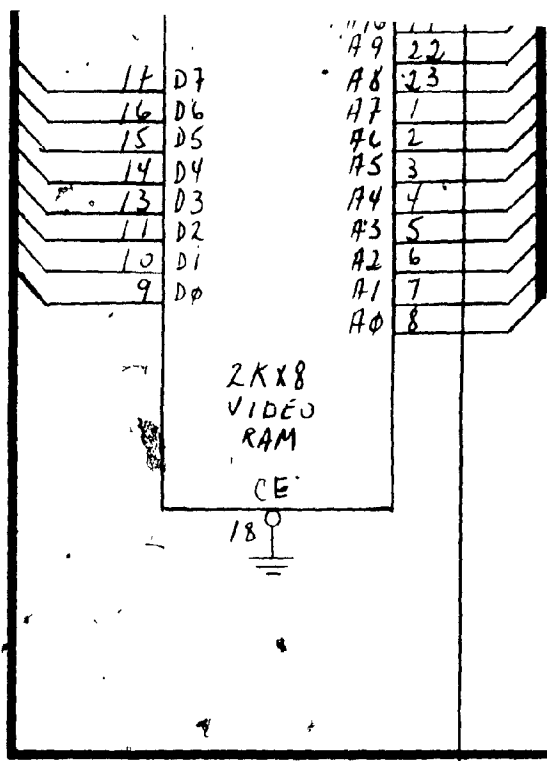 A9 22
17 D7 A8 23
16 D6 A7 1
15 D5 A6 2
14 D4 A5 3
13 D3 A4 4
11 D2 A3 5
10 D1 A2 6
9 DØ A1 7
AØ 8
2KX8
VIDEO
RAM
CE
18